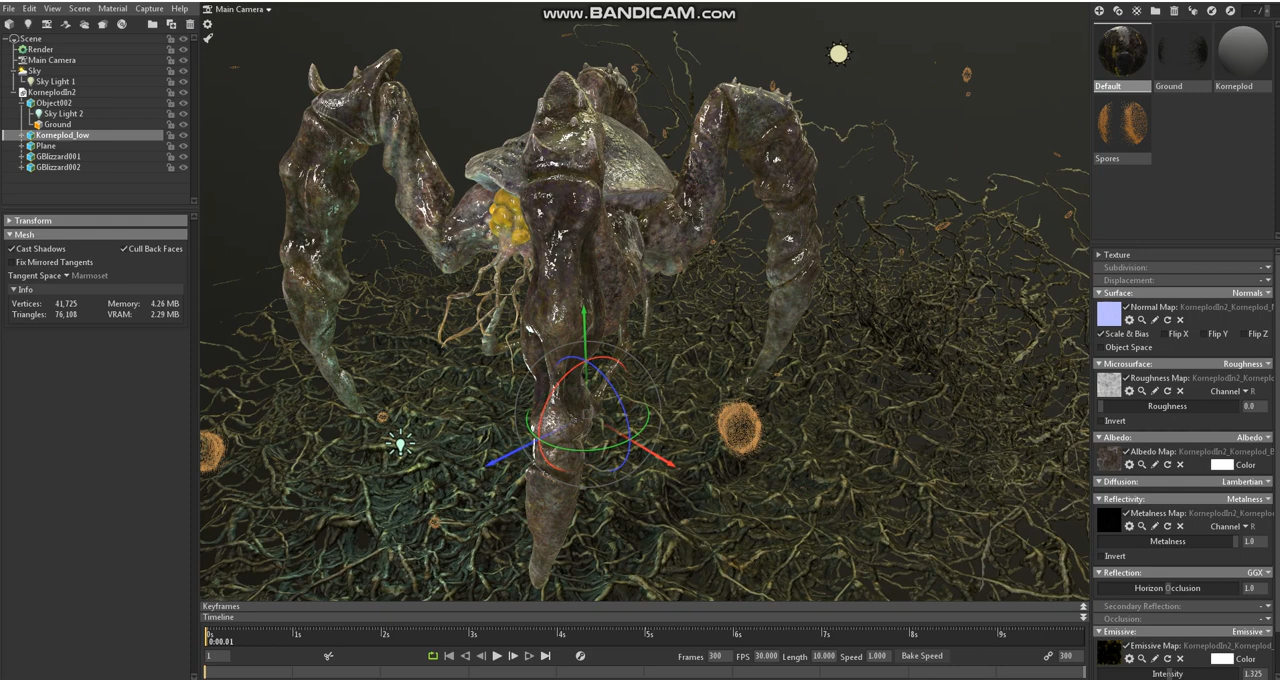 File Edit View Scene Material Capture Help
Main Camera
www.BANDICAM.com
Scene
Render
Main Camera
Sky
Sky Light 1
KorneplodIn2
Object002
Sky Light 2
Ground
Korneplod_low
Plane
GBlizzard001
GBlizzard002
Transform
Mesh
Cast Shadows Cull Back Faces
Fix Mirrored Tangents
Tangent Space Marmoset
Info
Vertices: 41,725 Memory: 4.26 MB
Triangles: 76,108 VRAM: 2.29 MB
Default Ground Korneplod
Spores
Texture
Subdivision:
Displacement:
Surface: Normals
Normal Map: KorneplodIn2_Korneplod_
Scale & Bias Flip X Flip Y Flip Z
Object Space
Microsurface: Roughness
Roughness Map: KorneplodIn2_Kornepl
Channel R
Roughness 0.0
Invert
Albedo: Albedo
Albedo Map: KorneplodIn2_Korneplod_B
Color
Diffusion: Lambertian
Reflectivity: Metalness
Metalness Map: KorneplodIn2_Kornepl
Channel R
Metalness 1.0
Invert
Reflection: GGX
Horizon Occlusion 1.0
Secondary Reflection:
Occlusion:
Emissive: Emissive
Emissive Map: KorneplodIn2_Korneplod_
Color
Intensity 1.325
Keyframes
Timeline
0s 1s 2s 3s 4s 5s 6s 7s 8s 9s
0:00.01
1 Frames 300 FPS 30.000 Length 10.000 Speed 1.000 Bake Speed 300